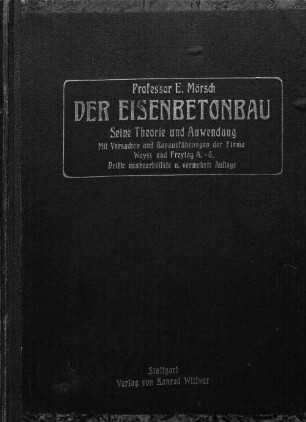 Professor E. Mörsch
DER EISENBETONBAU
Seine Theorie und Anwendung
Mit Versuchen und Bauausführungen der Firma
Wayss und Freytag A.-G.
Dritte neubearbeitete u. vermehrte Auflage
Stuttgart
Verlag von Konrad Wittwer